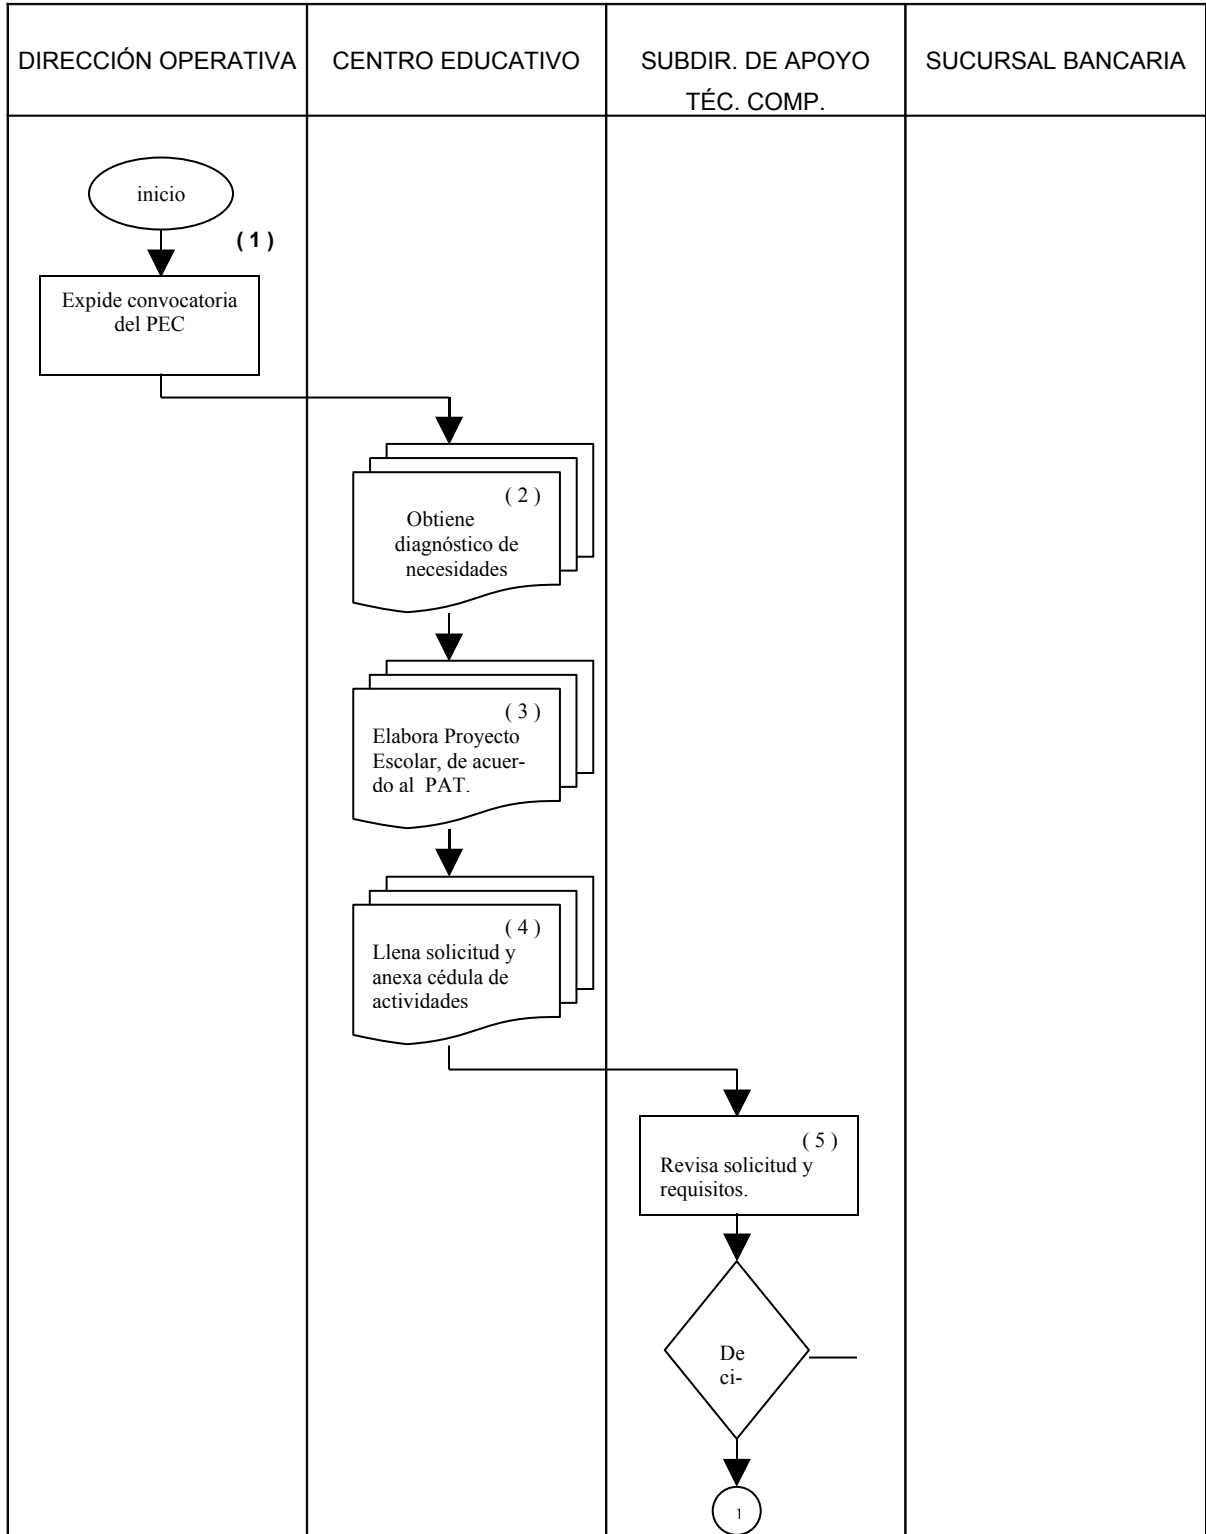 DIRECCIÓN OPERATIVA
CENTRO EDUCATIVO
SUBDIR. DE APOYO
TÉC. COMP.
SUCURSAL BANCARIA
inicio
( 1 )
Expide convocatoria
del PEC
( 2 )
Obtiene
diagnóstico de
necesidades
( 3 )
Elabora Proyecto
Escolar, de acuer-
do al PAT.
( 4 )
Llena solicitud y
anexa cédula de
actividades
( 5 )
Revisa solicitud y
requisitos.
De
ci-
1